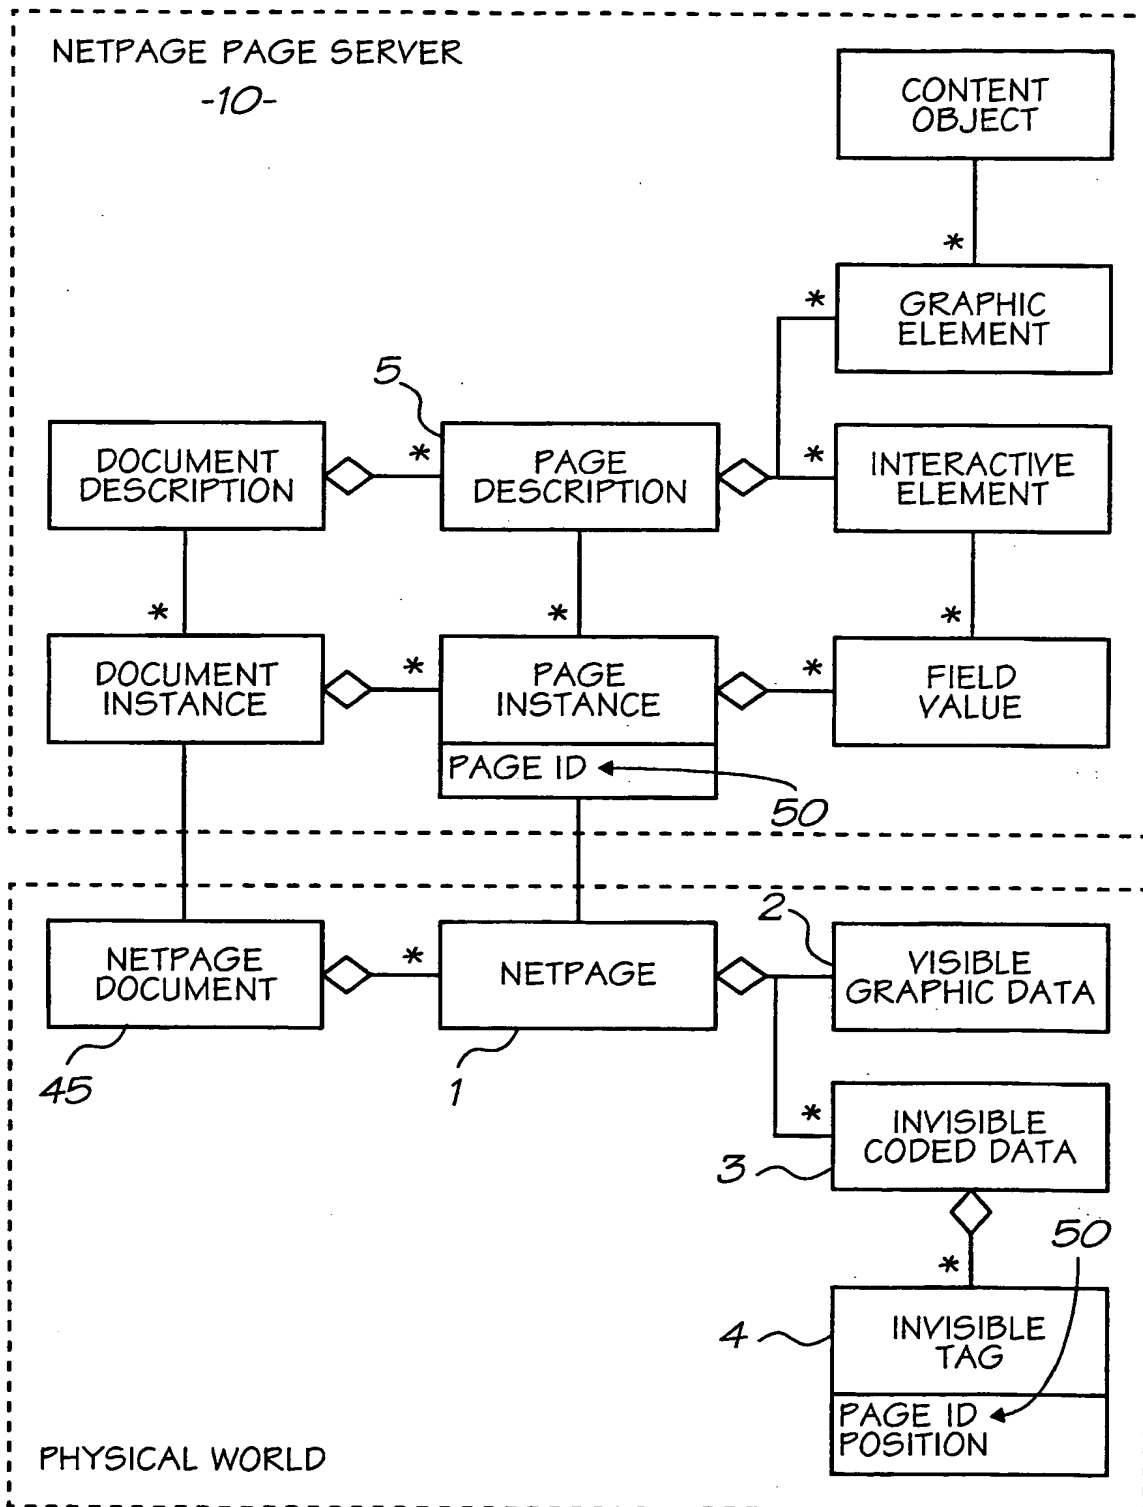 NETPAGE PAGE SERVER
-10-
CONTENT
OBJECT
*
*
GRAPHIC
ELEMENT
5
DOCUMENT
DESCRIPTION
*
PAGE
DESCRIPTION
*
INTERACTIVE
ELEMENT
*
*
*
DOCUMENT
INSTANCE
*
PAGE
INSTANCE
*
FIELD
VALUE
PAGE ID
50
2
NETPAGE
DOCUMENT
*
NETPAGE
VISIBLE
GRAPHIC DATA
45
1
*
INVISIBLE
CODED DATA
3
50
*
4
INVISIBLE
TAG
PAGE ID
POSITION
PHYSICAL WORLD